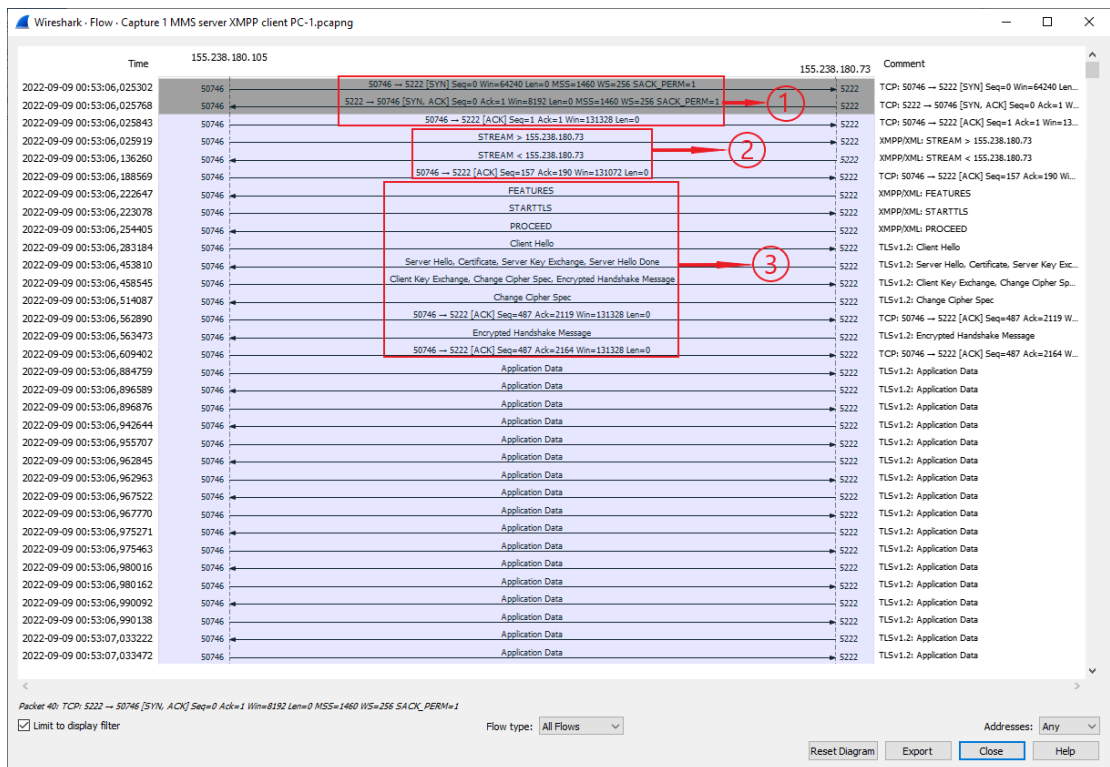 Wireshark · Flow · Capture 1 MMS server XMPP client PC-1.pcapng
Time 155.238.180.105 155.238.180.73 Comment
2022-09-09 00:53:06,025302 50746 50746 → 5222 [SYN] Seq=0 Win=64240 Len=0 MSS=1460 WS=256 SACK_PERM=1 5222 TCP: 50746 → 5222 [SYN] Seq=0 Win=64240 Len...
2022-09-09 00:53:06,025768 50746 5222 → 50746 [SYN, ACK] Seq=0 Ack=1 Win=8192 Len=0 MSS=1460 WS=256 SACK_PERM=1 1 5222 TCP: 5222 → 50746 [SYN, ACK] Seq=0 Ack=1 W...
2022-09-09 00:53:06,025843 50746 50746 → 5222 [ACK] Seq=1 Ack=1 Win=131328 Len=0 5222 TCP: 50746 → 5222 [ACK] Seq=1 Ack=1 Win=13...
2022-09-09 00:53:06,025919 50746 STREAM > 155.238.180.73 5222 XMPP/XML: STREAM > 155.238.180.73
2022-09-09 00:53:06,136260 50746 STREAM < 155.238.180.73 2 5222 XMPP/XML: STREAM < 155.238.180.73
2022-09-09 00:53:06,188569 50746 50746 → 5222 [ACK] Seq=157 Ack=190 Win=131072 Len=0 5222 TCP: 50746 → 5222 [ACK] Seq=157 Ack=190 Wi...
2022-09-09 00:53:06,222647 50746 FEATURES 5222 XMPP/XML: FEATURES
2022-09-09 00:53:06,223078 50746 STARTTLS 5222 XMPP/XML: STARTTLS
2022-09-09 00:53:06,254405 50746 PROCEED 5222 XMPP/XML: PROCEED
2022-09-09 00:53:06,283184 50746 Client Hello 5222 TLSv1.2: Client Hello
2022-09-09 00:53:06,453810 50746 Server Hello, Certificate, Server Key Exchange, Server Hello Done 3 5222 TLSv1.2: Server Hello, Certificate, Server Key Exc...
2022-09-09 00:53:06,458545 50746 Client Key Exchange, Change Cipher Spec, Encrypted Handshake Message 5222 TLSv1.2: Client Key Exchange, Change Cipher Sp...
2022-09-09 00:53:06,514087 50746 Change Cipher Spec 5222 TLSv1.2: Change Cipher Spec
2022-09-09 00:53:06,562890 50746 50746 → 5222 [ACK] Seq=487 Ack=2119 Win=131328 Len=0 5222 TCP: 50746 → 5222 [ACK] Seq=487 Ack=2119 W...
2022-09-09 00:53:06,563473 50746 Encrypted Handshake Message 5222 TLSv1.2: Encrypted Handshake Message
2022-09-09 00:53:06,609402 50746 50746 → 5222 [ACK] Seq=487 Ack=2164 Win=131328 Len=0 5222 TCP: 50746 → 5222 [ACK] Seq=487 Ack=2164 W...
2022-09-09 00:53:06,884759 50746 Application Data 5222 TLSv1.2: Application Data
2022-09-09 00:53:06,896589 50746 Application Data 5222 TLSv1.2: Application Data
2022-09-09 00:53:06,896876 50746 Application Data 5222 TLSv1.2: Application Data
2022-09-09 00:53:06,942644 50746 Application Data 5222 TLSv1.2: Application Data
2022-09-09 00:53:06,955707 50746 Application Data 5222 TLSv1.2: Application Data
2022-09-09 00:53:06,962845 50746 Application Data 5222 TLSv1.2: Application Data
2022-09-09 00:53:06,962963 50746 Application Data 5222 TLSv1.2: Application Data
2022-09-09 00:53:06,967522 50746 Application Data 5222 TLSv1.2: Application Data
2022-09-09 00:53:06,967770 50746 Application Data 5222 TLSv1.2: Application Data
2022-09-09 00:53:06,975271 50746 Application Data 5222 TLSv1.2: Application Data
2022-09-09 00:53:06,975463 50746 Application Data 5222 TLSv1.2: Application Data
2022-09-09 00:53:06,980016 50746 Application Data 5222 TLSv1.2: Application Data
2022-09-09 00:53:06,980162 50746 Application Data 5222 TLSv1.2: Application Data
2022-09-09 00:53:06,990092 50746 Application Data 5222 TLSv1.2: Application Data
2022-09-09 00:53:06,990138 50746 Application Data 5222 TLSv1.2: Application Data
2022-09-09 00:53:07,033222 50746 Application Data 5222 TLSv1.2: Application Data
2022-09-09 00:53:07,033472 50746 Application Data 5222 TLSv1.2: Application Data
Packet 40: TCP: 5222 → 50746 [SYN, ACK] Seq=0 Ack=1 Win=8192 Len=0 MSS=1460 WS=256 SACK_PERM=1
Limit to display filter Flow type: All Flows Addresses: Any
Reset Diagram Export Close Help